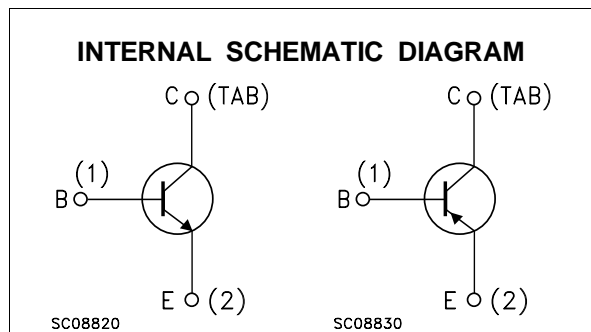 INTERNAL SCHEMATIC DIAGRAM
C (TAB)
C (TAB)
(1)
B
(1)
B
E (2)
E (2)
SC08820
SC08830